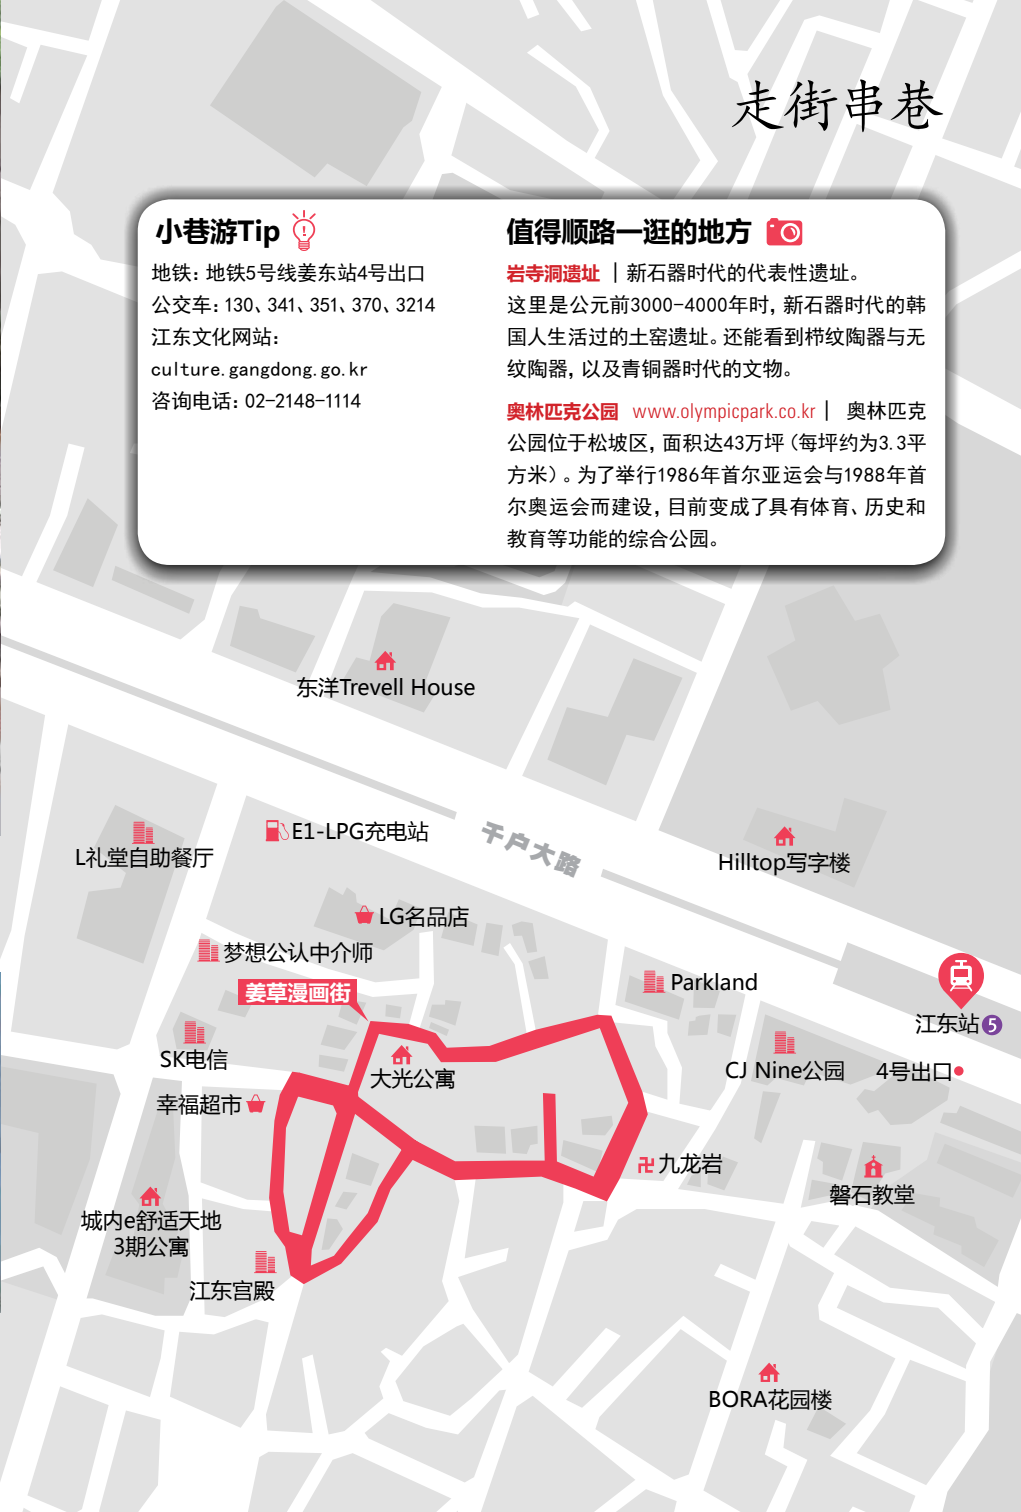 走街串巷
小巷游Tip
地铁：地铁5号线姜东站4号出口
公交车：130、341、351、370、3214
江东文化网站：
culture.gangdong.go.kr
咨询电话：02-2148-1114
值得顺路一逛的地方
岩寺洞遗址 | 新石器时代的代表性遗址。
这里是公元前3000-4000年时，新石器时代的韩
国人生活过的土窑遗址。还能看到栉纹陶器与无
纹陶器，以及青铜器时代的文物。
奥林匹克公园 www.olympicpark.co.kr | 奥林匹克
公园位于松坡区，面积达43万坪（每坪约为3.3平
方米）。为了举行1986年首尔亚运会与1988年首
尔奥运会而建设，目前变成了具有体育、历史和
教育等功能的综合公园。
东洋Trevell House
E1-LPG充电站
L礼堂自助餐厅
千户大路
Hilltop写字楼
LG名品店
梦想公认中介师
姜草漫画街
Parkland
江东站5
SK电信
大光公寓
CJ Nine公园
4号出口
幸福超市
九龙岩
磐石教堂
城内e舒适天地
3期公寓
江东宫殿
BORA花园楼